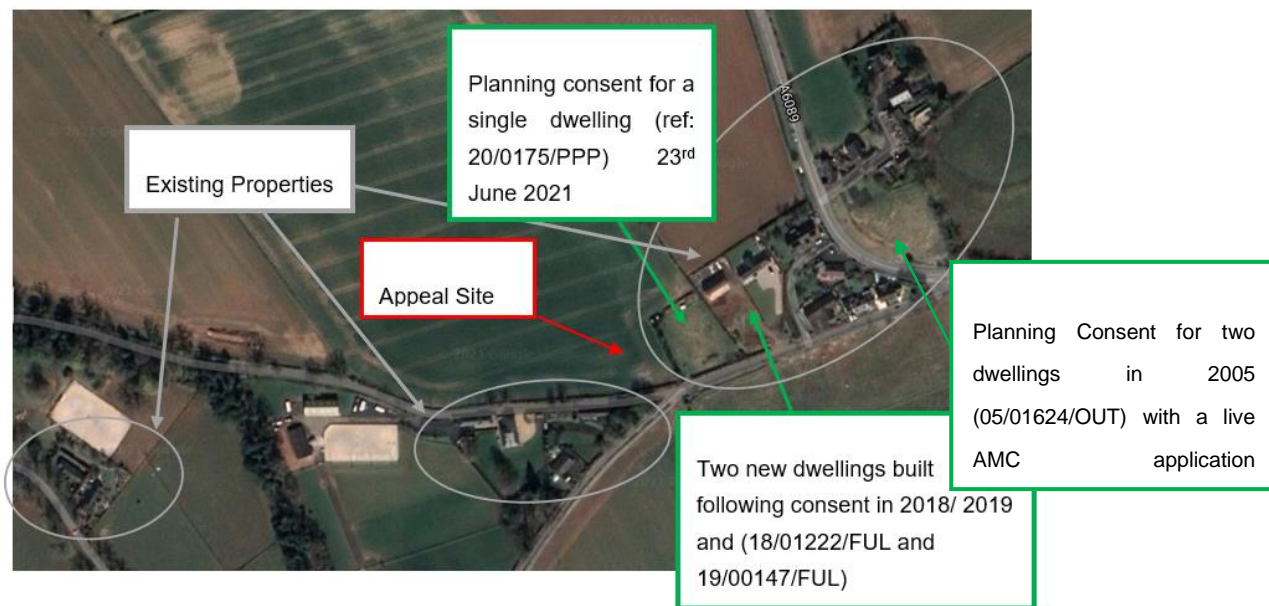 Planning consent for a
single dwelling (ref:
20/0175/PPP) 23rd
June 2021
A6089
Existing Properties
Appeal Site
Planning Consent for two
dwellings in 2005
(05/01624/OUT) with a live
AMC application
Two new dwellings built
following consent in 2018/ 2019
and (18/01222/FUL and
19/00147/FUL)